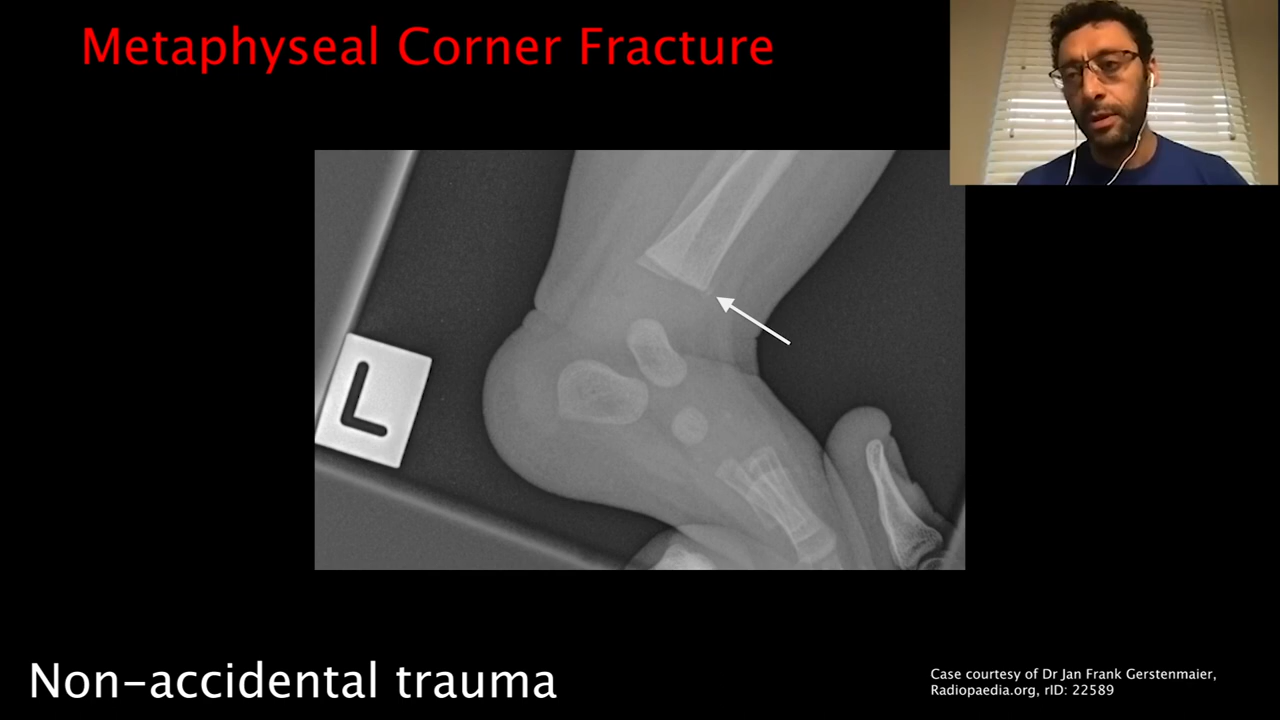 Metaphyseal Corner Fracture
L
Non-accidental trauma
Case courtesy of Dr Jan Frank Gerstenmaier,
Radiopaedia.org, rID: 22589